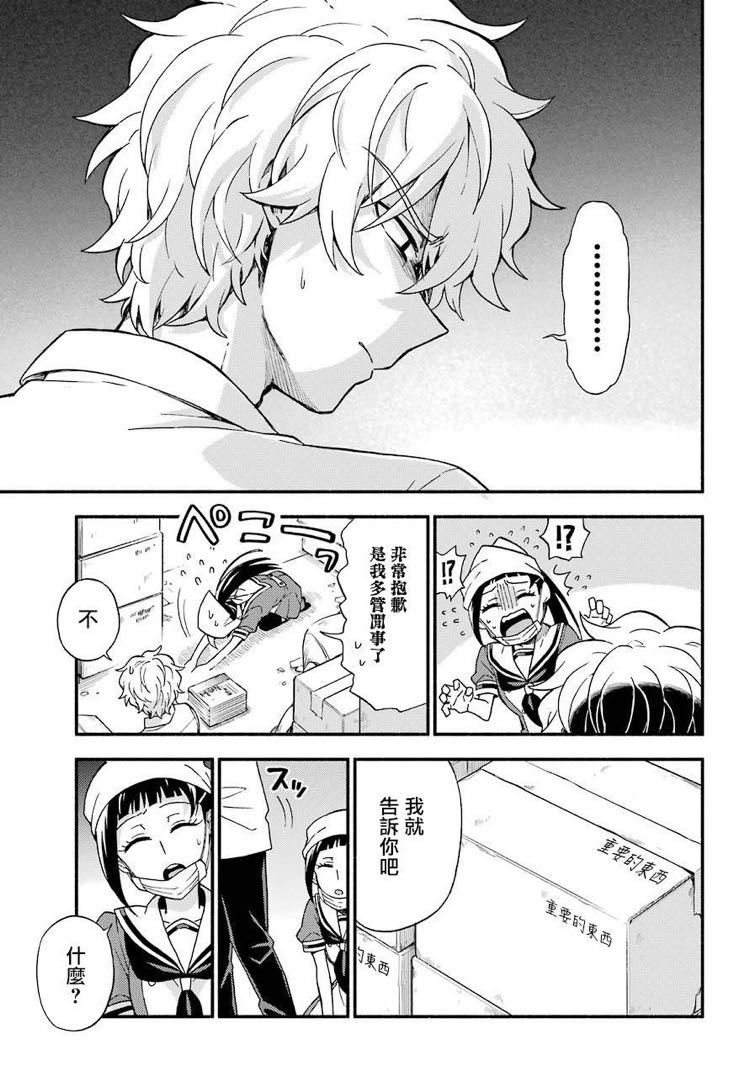 ………
!?
!?
非常抱歉
是我多管閒事了
ペコーッ
不
重要的東西
重要的東西
的東西
我就
告訴你吧
スッ
什麼？